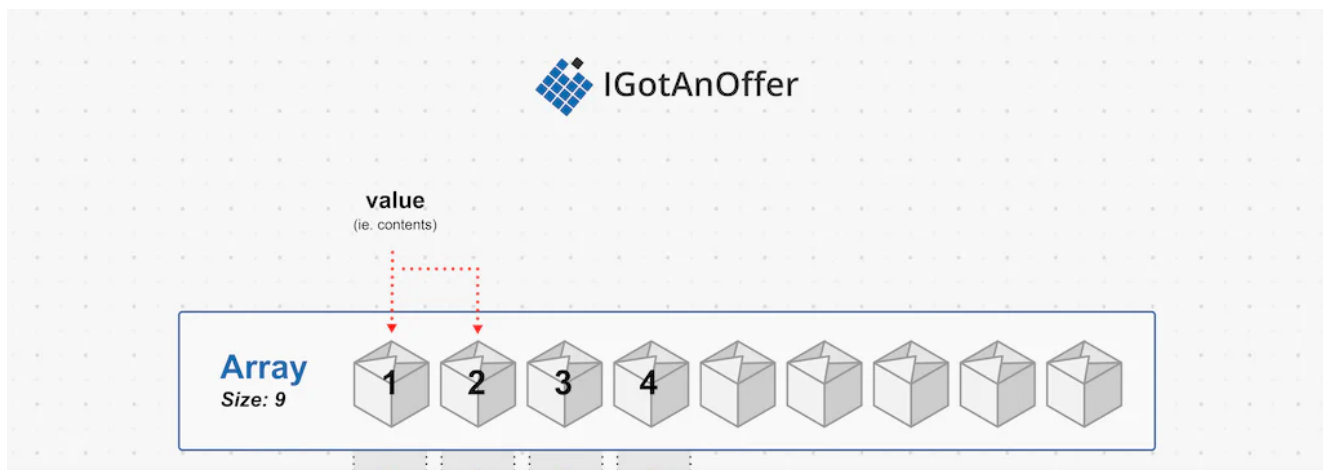 IGotAnOffer
value
(ie. contents)
Array
Size: 9
1 2 3 4